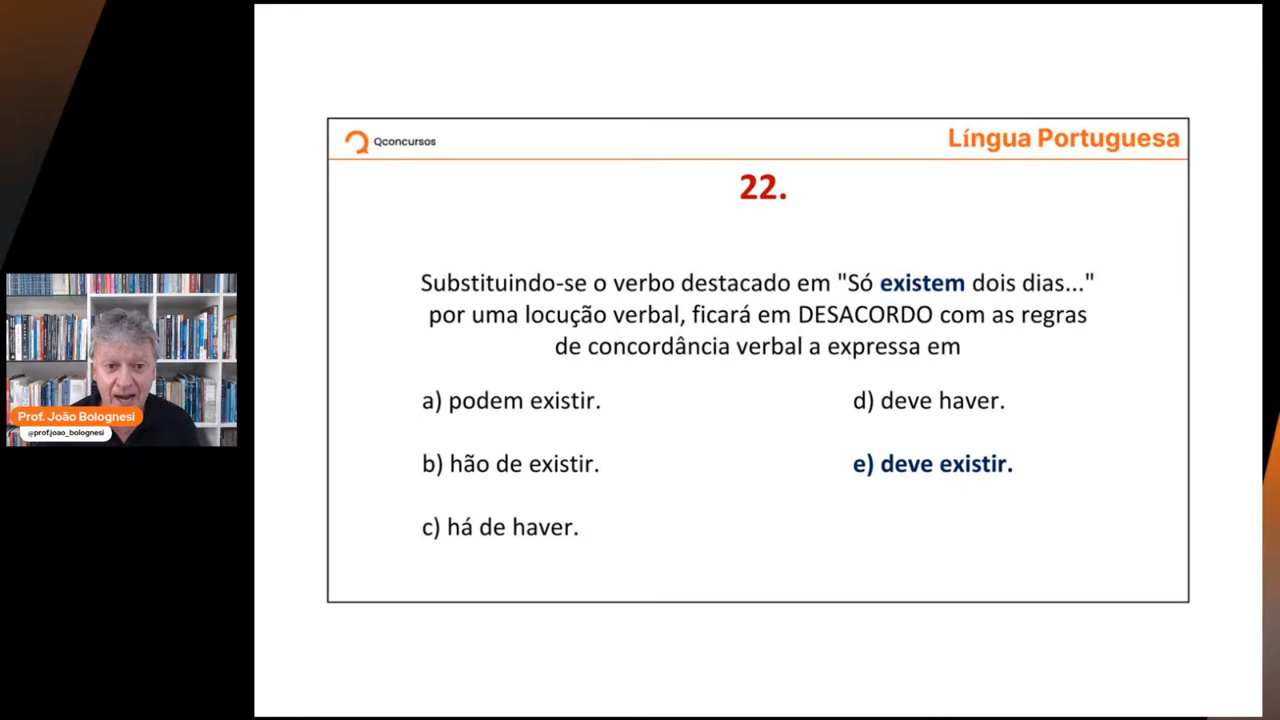 Qconcursos
Língua Portuguesa
22.
Substituindo-se o verbo destacado em "Só existem dois dias..."
por uma locução verbal, ficará em DESACORDO com as regras
de concordância verbal a expressa em
a) podem existir.
d) deve haver.
b) hão de existir.
e) deve existir.
c) há de haver.
Prof. João Bolognesi
@prof.joao_bolognesi